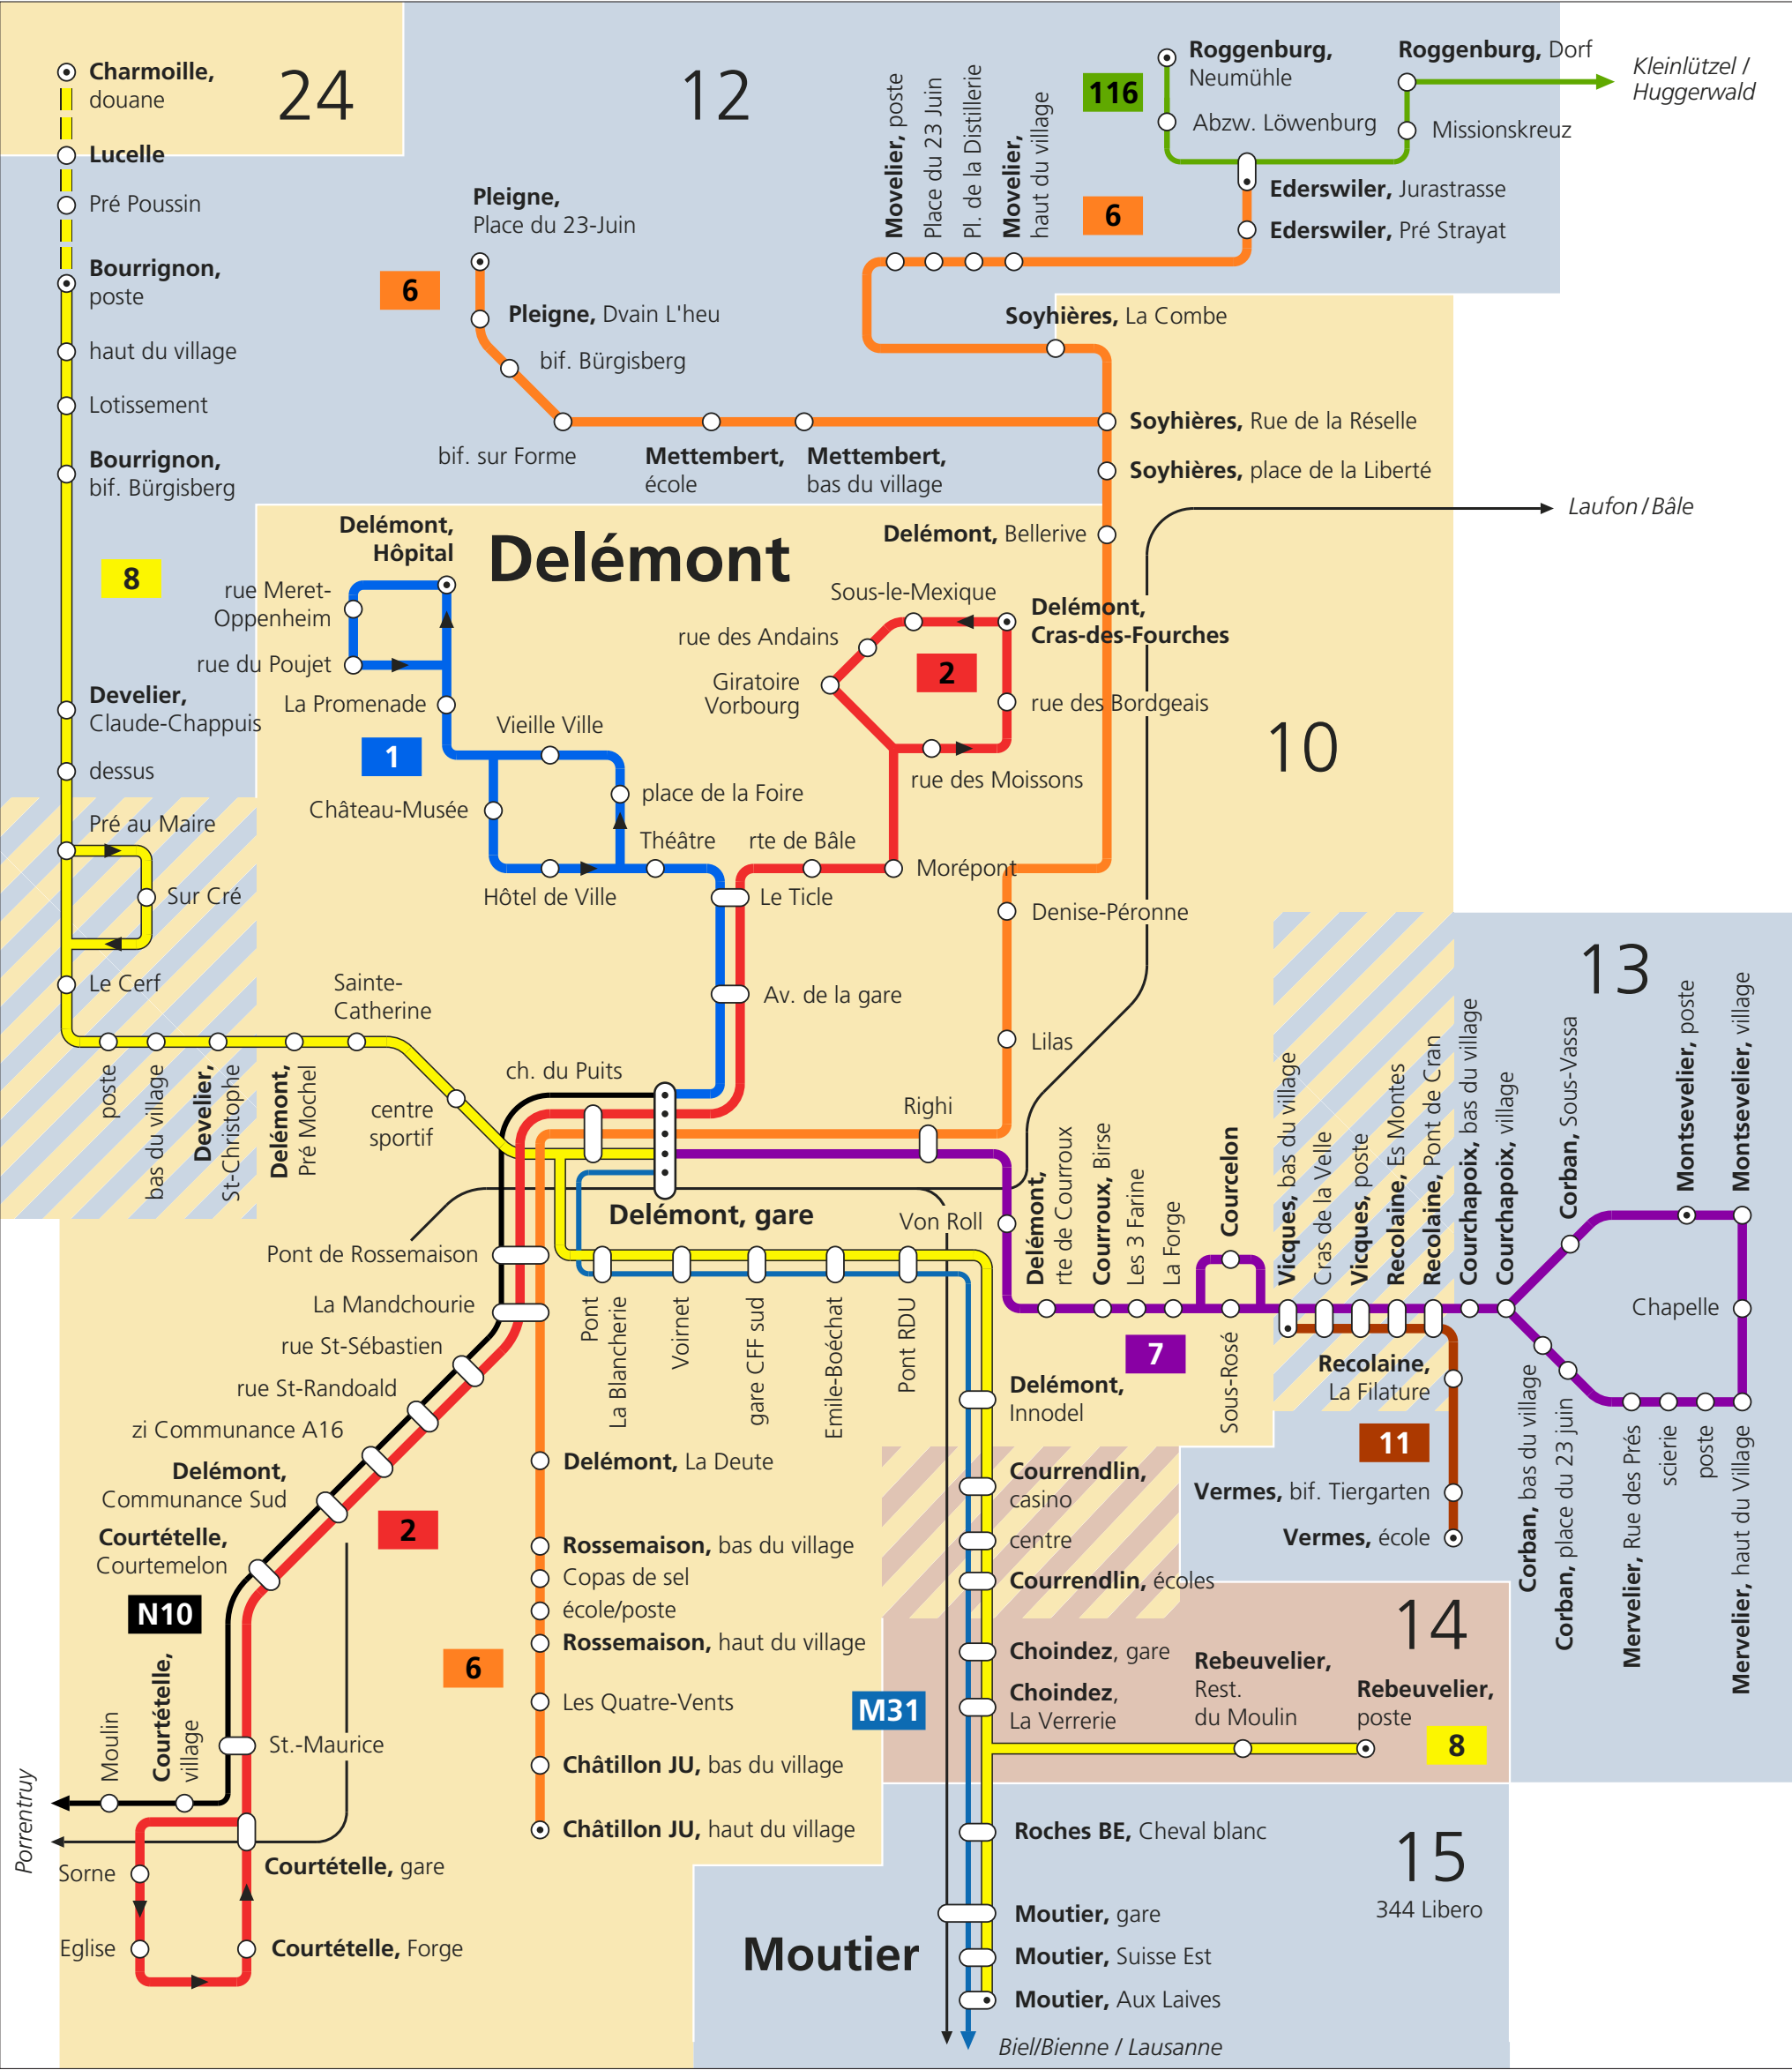 Charmoille,
douane
24
12
Lucelle
Pré Poussin
Bourrignon,
poste
haut du village
Lotissement
Bourrignon,
bif. Bürgisberg
8
Develier,
Claude-Chappuis
dessus
Pré au Maire
Sur Cré
Le Cerf
poste
bas du village
Develier,
St-Christophe
Delémont,
Pré Mochel
Sainte-
Catherine
centre
sportif
Pleigne,
Place du 23-Juin
6
Pleigne, Dvain L'heu
bif. Bürgisberg
bif. sur Forme
Mettembert,
école
Mettembert,
bas du village
Movelier, poste
Place du 23 Juin
Pl. de la Distillerie
Movelier,
haut du village
116
Roggenburg,
Neumühle
Abzw. Löwenburg
Roggenburg, Dorf
Missionskreuz
Kleinlützel /
Huggerwald
Ederswiler, Jurastrasse
Ederswiler, Pré Strayat
6
Soyhières, La Combe
Soyhières, Rue de la Réselle
Soyhières, place de la Liberté
Laufon / Bâle
Delémont, Bellerive
Delémont
Delémont,
Hôpital
rue Meret-
Oppenheim
rue du Poujet
La Promenade
1
Vieille Ville
Château-Musée
place de la Foire
Hôtel de Ville
Théâtre
Sous-le-Mexique
Delémont,
Cras-des-Fourches
rue des Andains
2
Giratoire
Vorbourg
rue des Bordgeais
rue des Moissons
10
rte de Bâle
Morépont
Le Ticle
Denise-Péronne
Av. de la gare
Lilas
ch. du Puits
Righi
Delémont, gare
Von Roll
Pont de Rossemaison
La Mandchourie
rue St-Sébastien
rue St-Randoald
zi Communance A16
Delémont,
Communance Sud
Courtételle,
Courtemelon
2
N10
Moulin
Courtételle,
village
St.-Maurice
Porrentruy
Courtételle, gare
Sorne
Eglise
Courtételle, Forge
Pont
La Blancherie
Voirnet
gare CFF sud
Emile-Boéchat
Pont RDU
Delémont, La Deute
Rossemaison, bas du village
Copas de sel
école/poste
Rossemaison, haut du village
6
Les Quatre-Vents
Châtillon JU, bas du village
Châtillon JU, haut du village
Delémont,
rte de Courroux
Courroux, Birse
Les 3 Farine
La Forge
Courcelon
Sous-Rosé
7
Vicques, bas du village
Cras de la Velle
Vicques, poste
Recolaine, Es Montes
Recolaine, Pont de Cran
Courchapoix, bas du village
Courchapoix, village
13
Corban, Sous-Vassa
Montsevelier, poste
Montsevelier, village
Chapelle
Corban, bas du village
Corban, place du 23 juin
Mervelier, Rue des Prés
scierie
poste
Mervelier, haut du Village
Recolaine,
La Filature
11
Vermes, bif. Tiergarten
Vermes, école
Delémont,
Innodel
Courrendlin,
casino
centre
Courrendlin, écoles
14
Choindez, gare
Choindez,
La Verrerie
M31
Rebeuvelier,
Rest.
du Moulin
Rebeuvelier,
poste
8
Roches BE, Cheval blanc
15
344 Libero
Moutier
Moutier, gare
Moutier, Suisse Est
Moutier, Aux Laives
Biel/Bienne / Lausanne